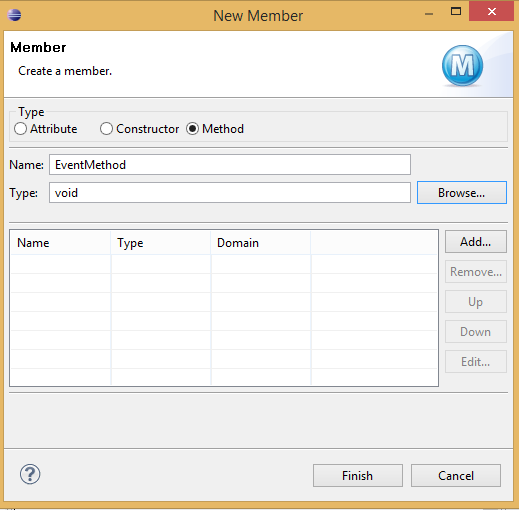 New Member
Member
Create a member.
M
Type
Attribute Constructor Method
Name: EventMethod
Type: void Browse...
Name Type Domain Add...
Remove...
Up
Down
Edit...
? Finish Cancel